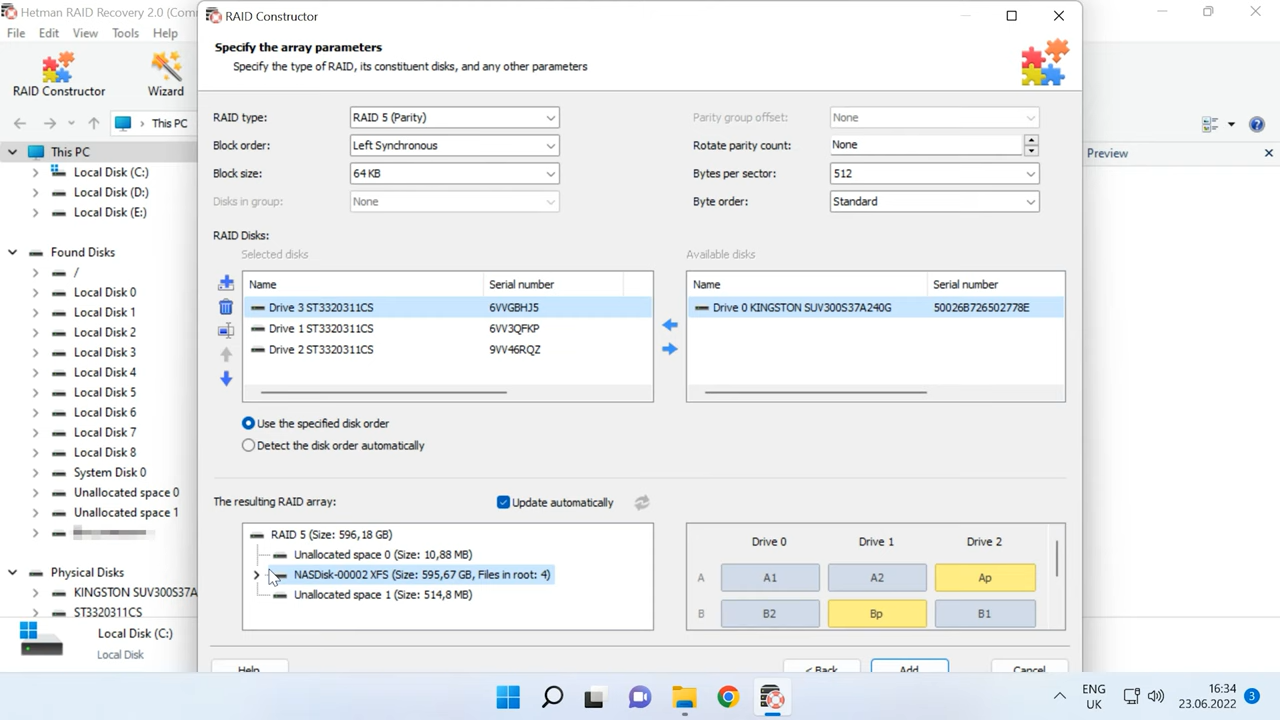 Hetman RAID Recovery 2.0 (Com
File Edit View Tools Help
RAID Constructor
Wizard
This PC
This PC
Local Disk (C:)
Local Disk (D:)
Local Disk (E:)
Found Disks
/
Local Disk 0
Local Disk 1
Local Disk 2
Local Disk 3
Local Disk 4
Local Disk 5
Local Disk 6
Local Disk 7
Local Disk 8
System Disk 0
Unallocated space 0
Unallocated space 1
Physical Disks
KINGSTON SUV300S37A
ST3320311CS
Local Disk (C:)
Local Disk
RAID Constructor
Specify the array parameters
Specify the type of RAID, its constituent disks, and any other parameters
RAID type: RAID 5 (Parity)
Parity group offset: None
Block order: Left Synchronous
Rotate parity count: None
Block size: 64 KB
Bytes per sector: 512
Disks in group: None
Byte order: Standard
RAID Disks:
Selected disks
Available disks
Name Serial number
Drive 3 ST3320311CS 6VVGBHJ5
Drive 1 ST3320311CS 6VV3QFKP
Drive 2 ST3320311CS 9VV46RQZ
Name Serial number
Drive 0 KINGSTON SUV300S37A240G 50026B726502778E
Use the specified disk order
Detect the disk order automatically
The resulting RAID array:
Update automatically
RAID 5 (Size: 596,18 GB)
Unallocated space 0 (Size: 10,88 MB)
NASDisk-00002 XFS (Size: 595,67 GB, Files in root: 4)
Unallocated space 1 (Size: 514,8 MB)
Drive 0 Drive 1 Drive 2
A A1 A2 Ap
B B2 Bp B1
Help
< Back
Add
Cancel
Preview
ENG
UK
16:34
23.06.2022
3